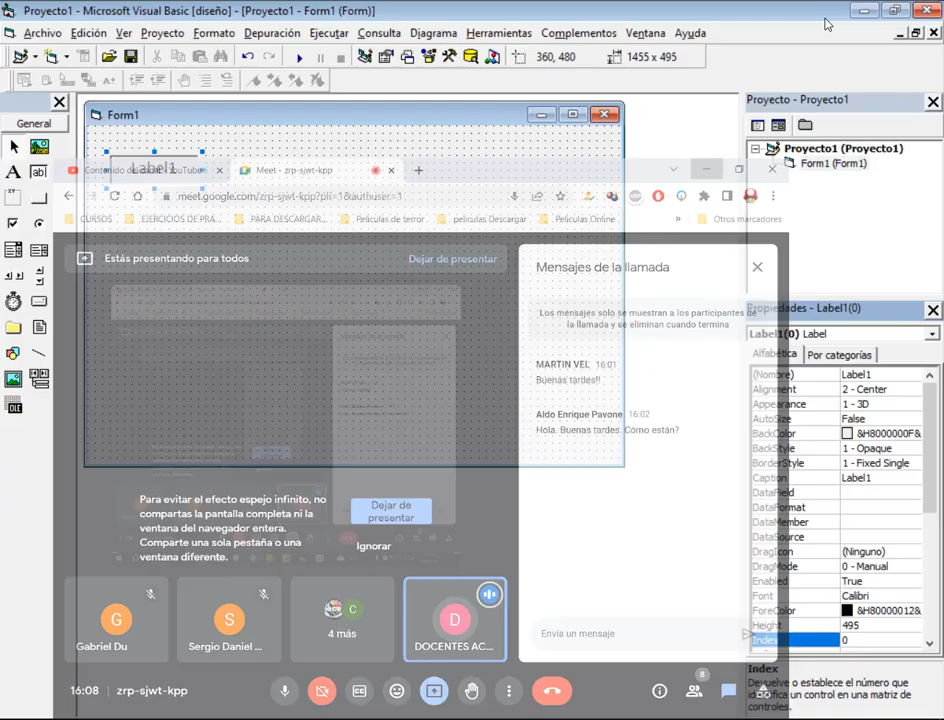 Proyecto1 - Microsoft Visual Basic [diseño] - [Proyecto1 - Form1 (Form)]
Archivo Edición Ver Proyecto Formato Depuración Ejecutar Consulta Diagrama Herramientas Complementos Ventana Ayuda
360, 480 1455 x 495
General
Form1
Label1
Contenido YouTube
Meet - zrp-sjwt-kpp
meet.google.com/zrp-sjwt-kpp?pli=1&authuser=1
CURSOS EJERCICIOS DE PRÁ... PARA DESCARGAR... Peliculas de terror peliculas Descargar Peliculas Online » Otros marcadores
Estás presentando para todos Dejar de presentar
Mensajes de la llamada
Los mensajes solo se muestran a los participantes de
la llamada y se eliminan cuando termina
MARTIN VEL 16:01
Buenas tardes!!
Aldo Enrique Pavone 16:02
Hola. Buenas tardes. Cómo están?
Para evitar el efecto espejo infinito, no
compartas la pantalla completa ni la
ventana del navegador entera.
Comparte una sola pestaña o una
ventana diferente.
Dejar de
presentar
Ignorar
G
Gabriel Du
S
Sergio Daniel ...
C
4 más
D
DOCENTES AC...
Envía un mensaje
16:08 zrp-sjwt-kpp
8
Proyecto - Proyecto1
Proyecto1 (Proyecto1)
Form1 (Form1)
Propiedades - Label1(0)
Label1(0) Label
Alfabética Por categorías
(Nombre) Label1
Alignment 2 - Center
Appearance 1 - 3D
AutoSize False
BackColor &H8000000F&
BackStyle 1 - Opaque
BorderStyle 1 - Fixed Single
Caption Label1
DataField
DataFormat
DataMember
DataSource
DragIcon (Ninguno)
DragMode 0 - Manual
Enabled True
Font Calibri
ForeColor &H80000012&
Height 495
Index 0
Index
Devuelve o establece el número que
identifica un control en una matriz de
controles.